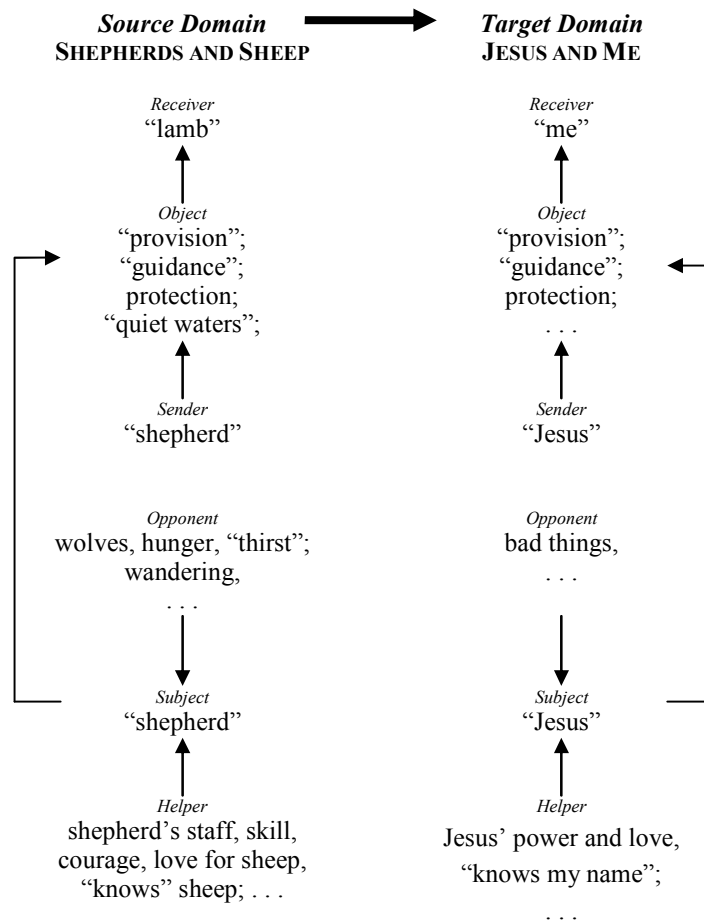 Source Domain
SHEPHERDS AND SHEEP
Receiver
“lamb”
Object
“provision”;
“guidance”;
protection;
“quiet waters”;
Sender
“shepherd”
Opponent
wolves, hunger, “thirst”;
wandering,
. . .
Subject
“shepherd”
Helper
shepherd’s staff, skill,
courage, love for sheep,
“knows” sheep; . . .
Target Domain
JESUS AND ME
Receiver
“me”
Object
“provision”;
“guidance”;
protection;
. . .
Sender
“Jesus”
Opponent
bad things,
. . .
Subject
“Jesus”
Helper
Jesus’ power and love,
“knows my name”;
. . .